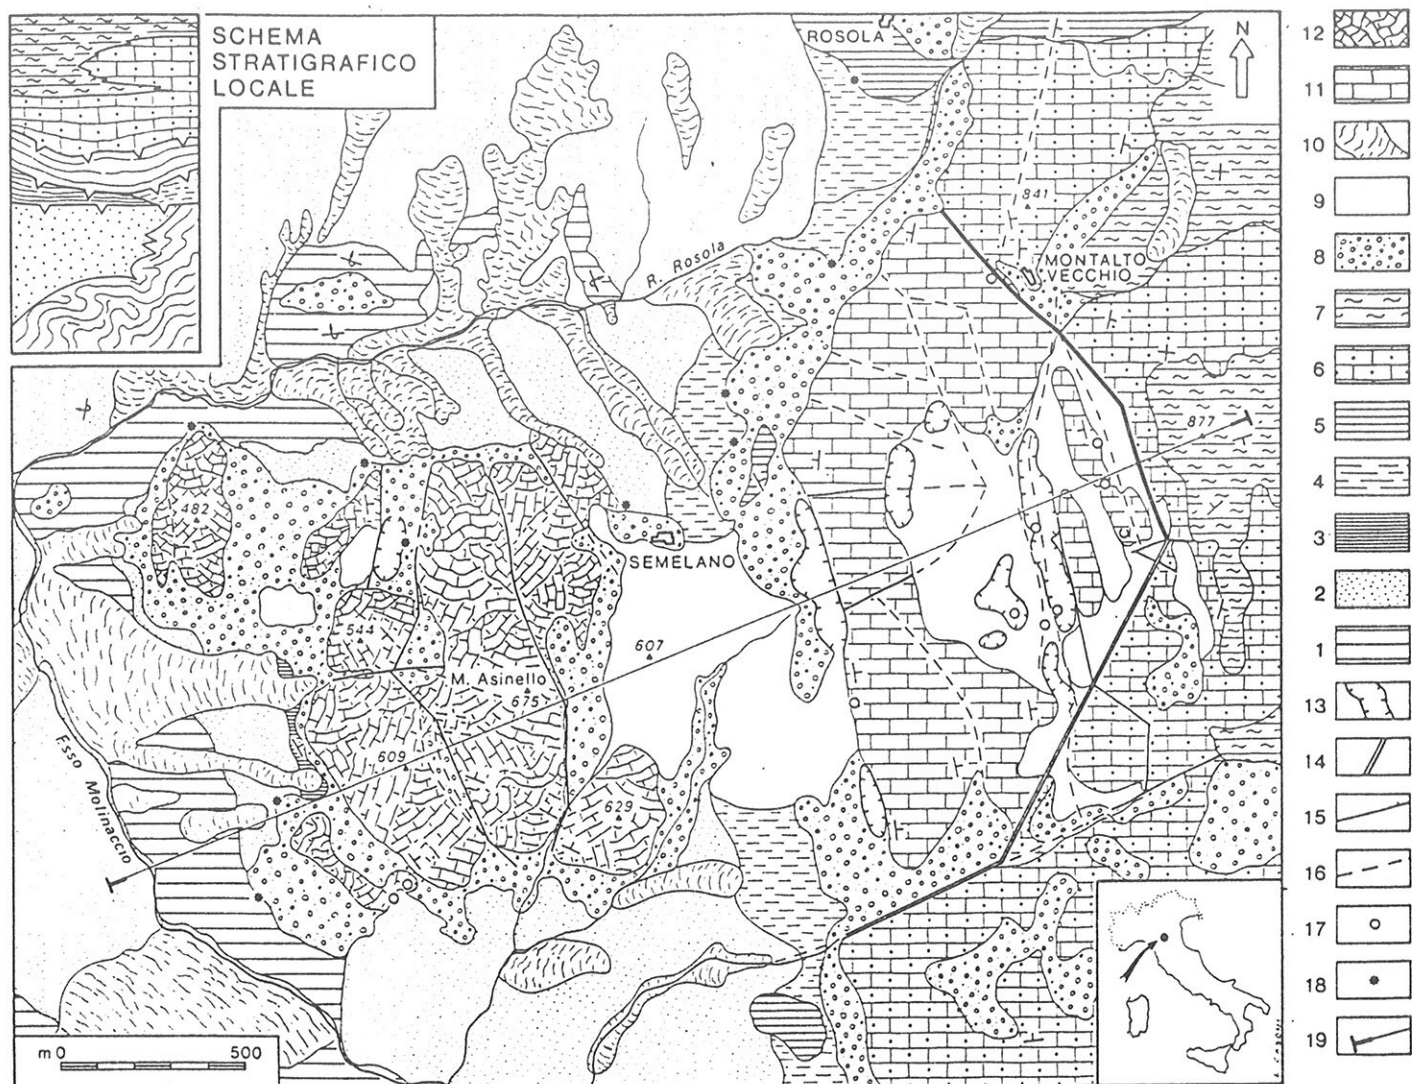 SCHEMA
STRATIGRAFICO
LOCALE
ROSOLA
N
841
MONTALTO
VECCHIO
R. Rosola
877
482
SEMELANO
544
607
M. Asinello
675
609
629
Fsso Molinaccio
m 0 500
12
11
10
9
8
7
6
5
4
3
2
1
13
14
15
16
17
18
19